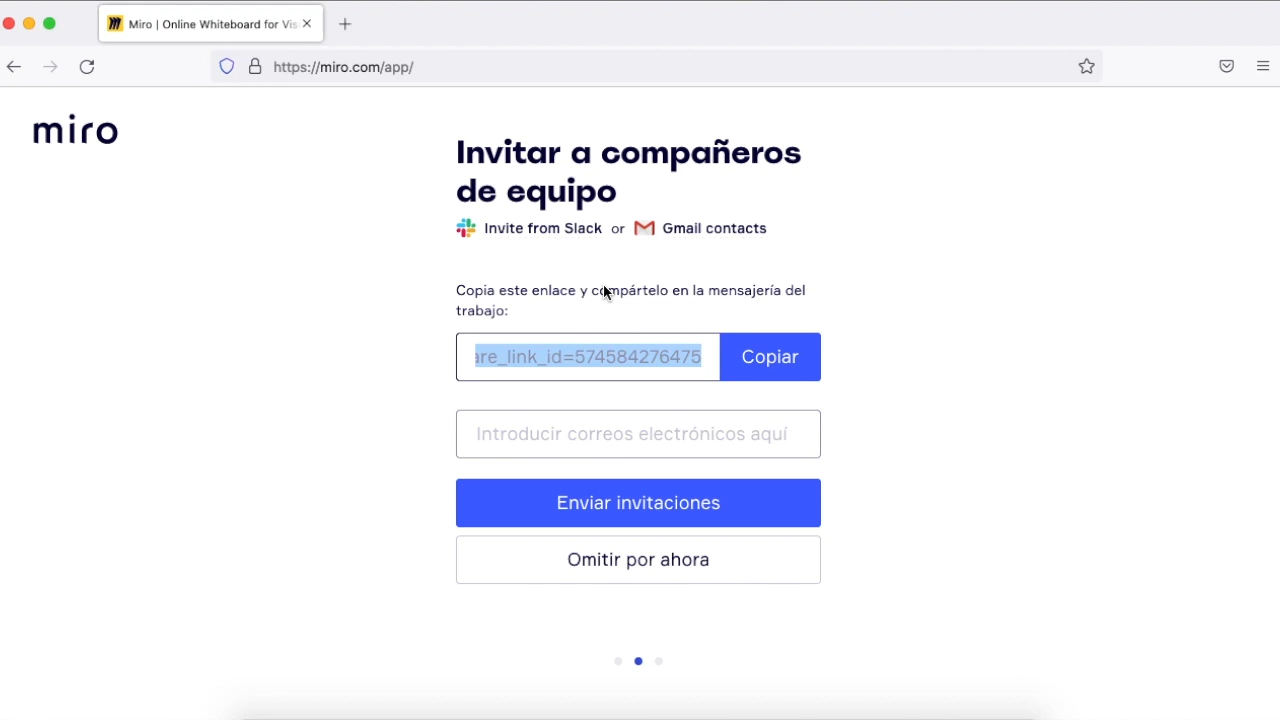 Miro | Online Whiteboard for Vis
https://miro.com/app/
miro
Invitar a compañeros
de equipo
Invite from Slack or Gmail contacts
Copia este enlace y compártelo en la mensajería del
trabajo:
are_link_id=574584276475
Copiar
Introducir correos electrónicos aquí
Enviar invitaciones
Omitir por ahora